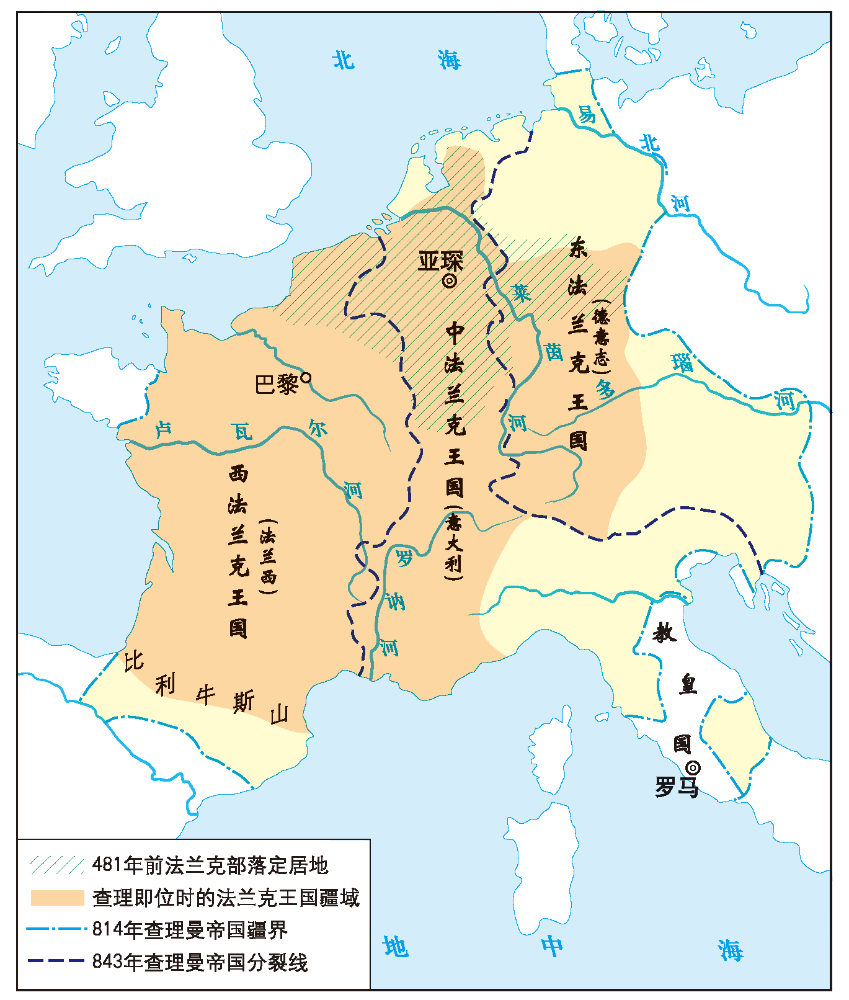 北海
易北河
亚琛
莱茵河
东法兰克王国
(德意志)
多瑙河
中法兰克王国(意大利)
巴黎
卢瓦尔河
西法兰克王国
(法兰西)
罗讷河
比利牛斯山
教皇国
罗马
地中海
481年前法兰克部落定居地
查理即位时的法兰克王国疆域
814年查理曼帝国疆界
843年查理曼帝国分裂线